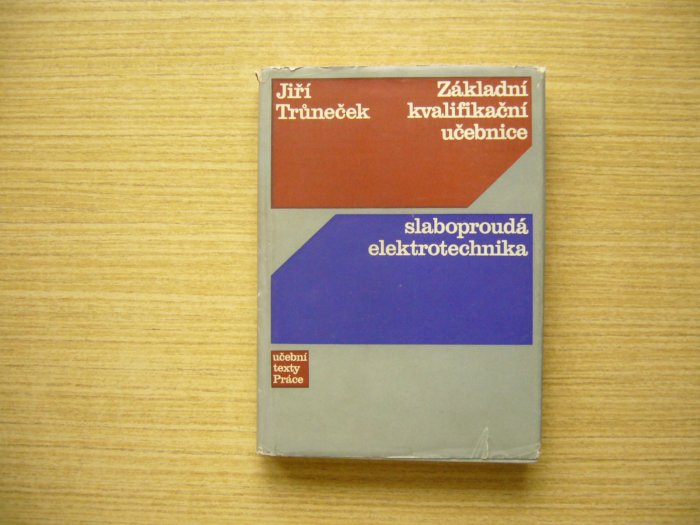 Jiří
Trůneček
Základní
kvalifikační
učebnice
slaboproudá
elektrotechnika
učební
texty
Práce